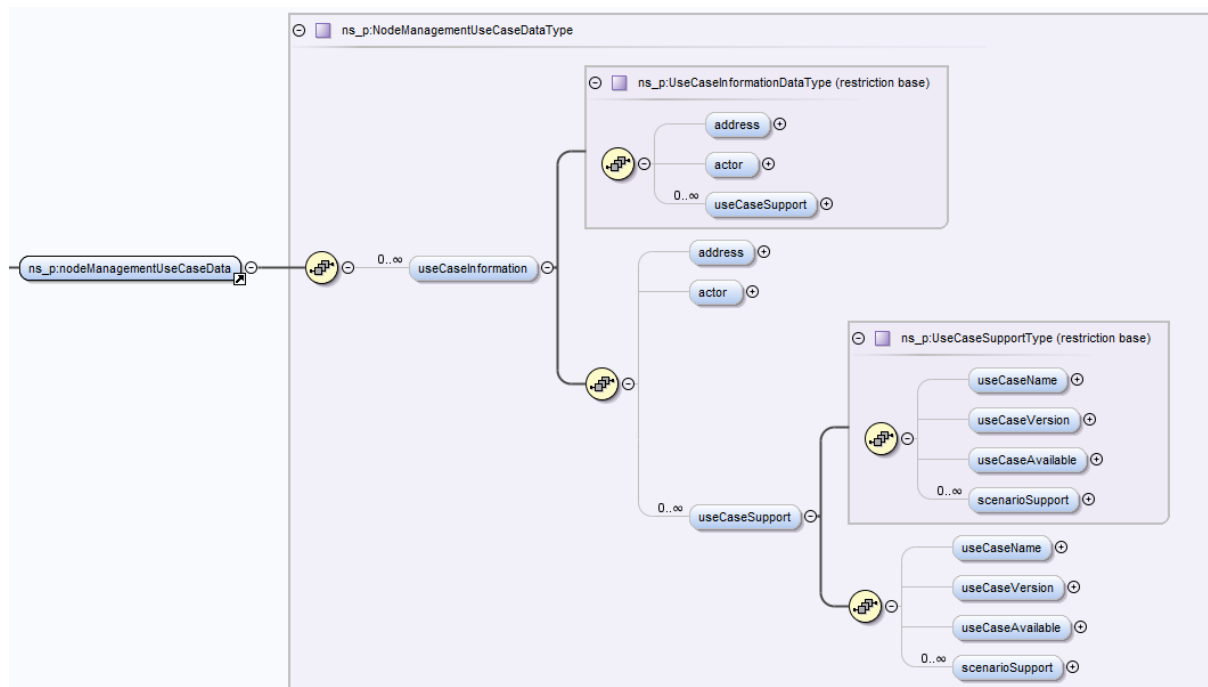 ns_p:NodeManagementUseCaseDataType
ns_p:UseCaseInformationDataType (restriction base)
address
actor
0..∞
useCaseSupport
ns_p:nodeManagementUseCaseData
0..∞
useCaseInformation
address
actor
ns_p:UseCaseSupportType (restriction base)
useCaseName
useCaseVersion
useCaseAvailable
0..∞
scenarioSupport
0..∞
useCaseSupport
useCaseName
useCaseVersion
useCaseAvailable
0..∞
scenarioSupport